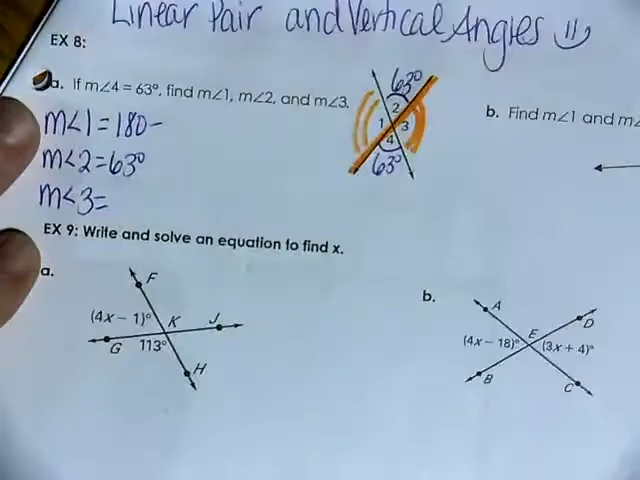 Linear Pair and Vertical Angles
EX 8:
a. If m∠4 = 63°, find m∠1, m∠2, and m∠3.
m<1=180-
m<2=63°
m<3=
63°
2
1
3
4
63°
b. Find m∠1 and m∠
EX 9: Write and solve an equation to find x.
a.
F
(4x − 1)°
K
J
G
113°
H
b.
A
D
E
(4x − 18)°
(3x + 4)°
B
C